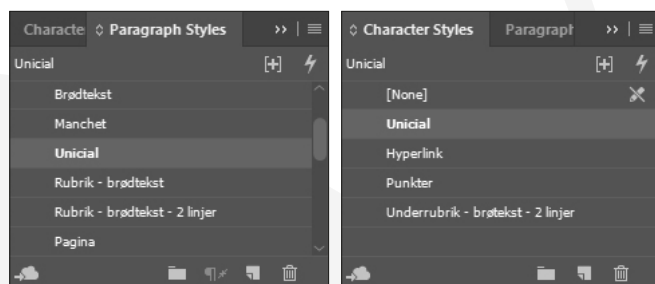 Characte Paragraph Styles
Unicial
Brødtekst
Manchet
Unicial
Rubrik - brødtekst
Rubrik - brødtekst - 2 linjer
Pagina
Character Styles Paragraph
Unicial
[None]
Unicial
Hyperlink
Punkter
Underrubrik - brøtekst - 2 linjer